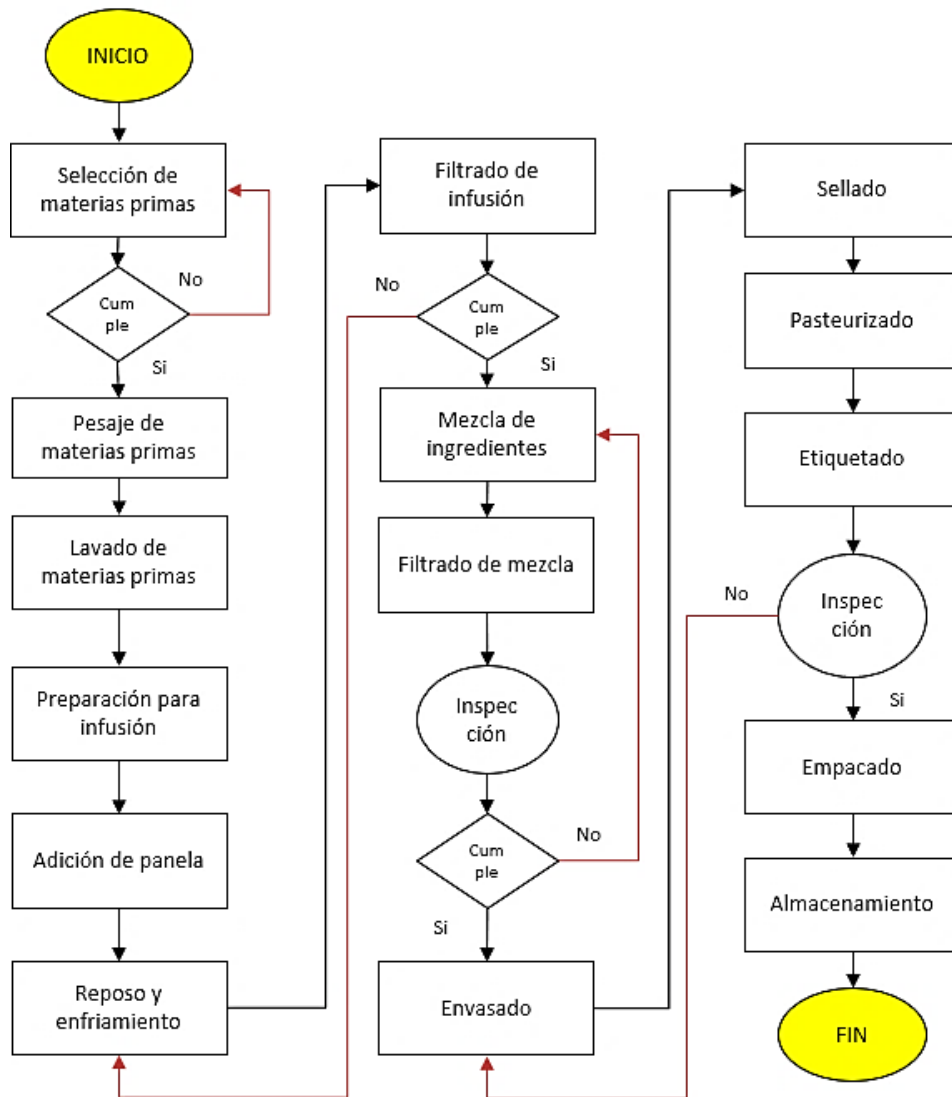 INICIO
Selección de
materias primas
No
Cum
ple
Si
Pesaje de
materias primas
Lavado de
materias primas
Preparación para
infusión
Adición de panela
Reposo y
enfriamiento
Filtrado de
infusión
No
Cum
ple
Si
Mezcla de
ingredientes
Filtrado de mezcla
Inspec
ción
Cum
ple
No
Si
Envasado
Sellado
Pasteurizado
Etiquetado
No
Inspec
ción
Si
Empacado
Almacenamiento
FIN